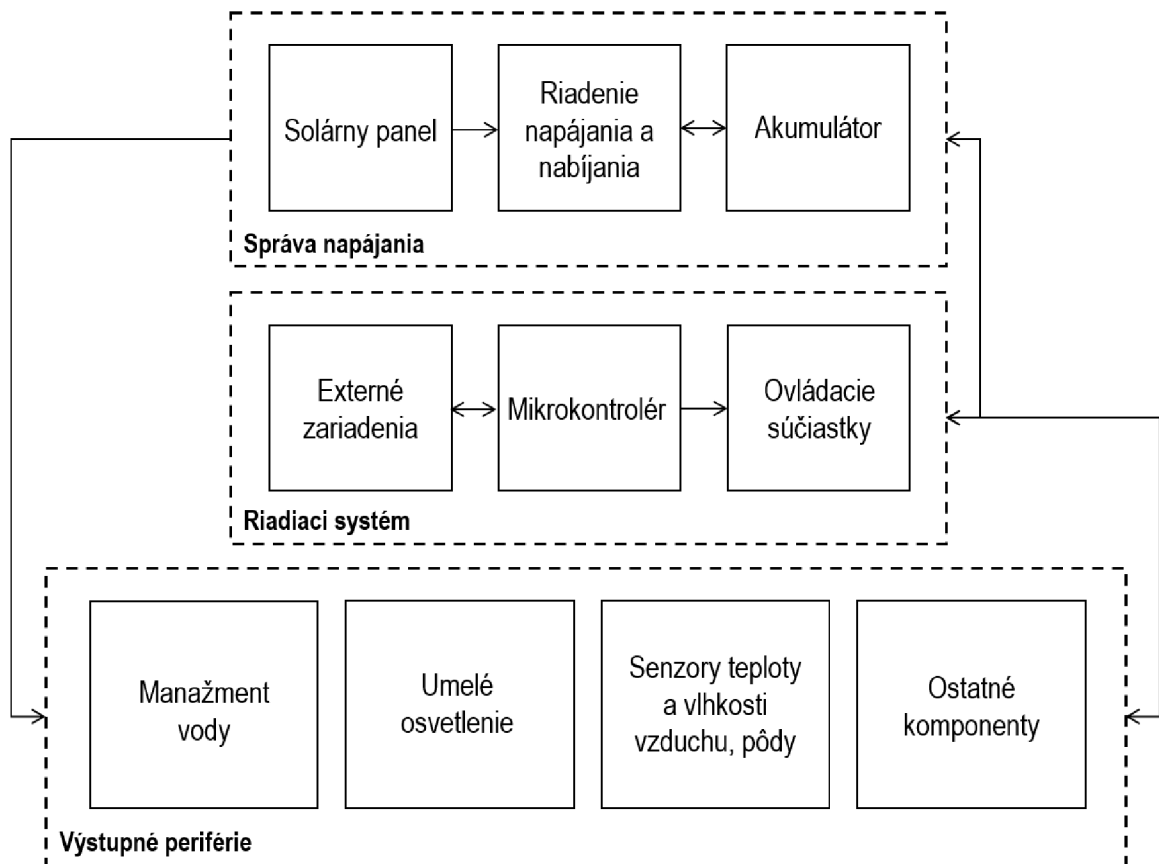 Solárny panel
Riadenie
napájania a
nabíjania
Akumulátor
Správa napájania
Externé
zariadenia
Mikrokontrolér
Ovládacie
súčiastky
Riadiaci systém
Manažment
vody
Umelé
osvetlenie
Senzory teploty
a vlhkosti
vzduchu, pôdy
Ostatné
komponenty
Výstupné periférie